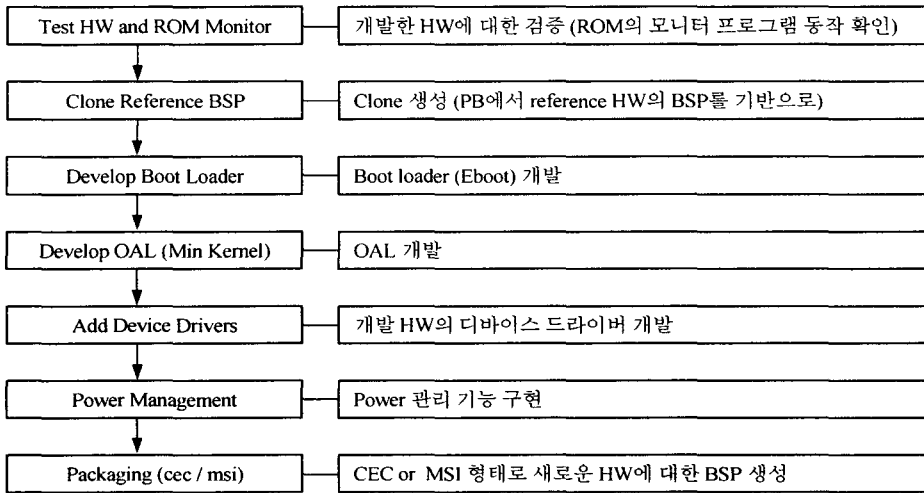 Test HW and ROM Monitor
개발한 HW에 대한 검증 (ROM의 모니터 프로그램 동작 확인)
Clone Reference BSP
Clone 생성 (PB에서 reference HW의 BSP를 기반으로)
Develop Boot Loader
Boot loader (Eboot) 개발
Develop OAL (Min Kernel)
OAL 개발
Add Device Drivers
개발 HW의 디바이스 드라이버 개발
Power Management
Power 관리 기능 구현
Packaging (cec / msi)
CEC or MSI 형태로 새로운 HW에 대한 BSP 생성